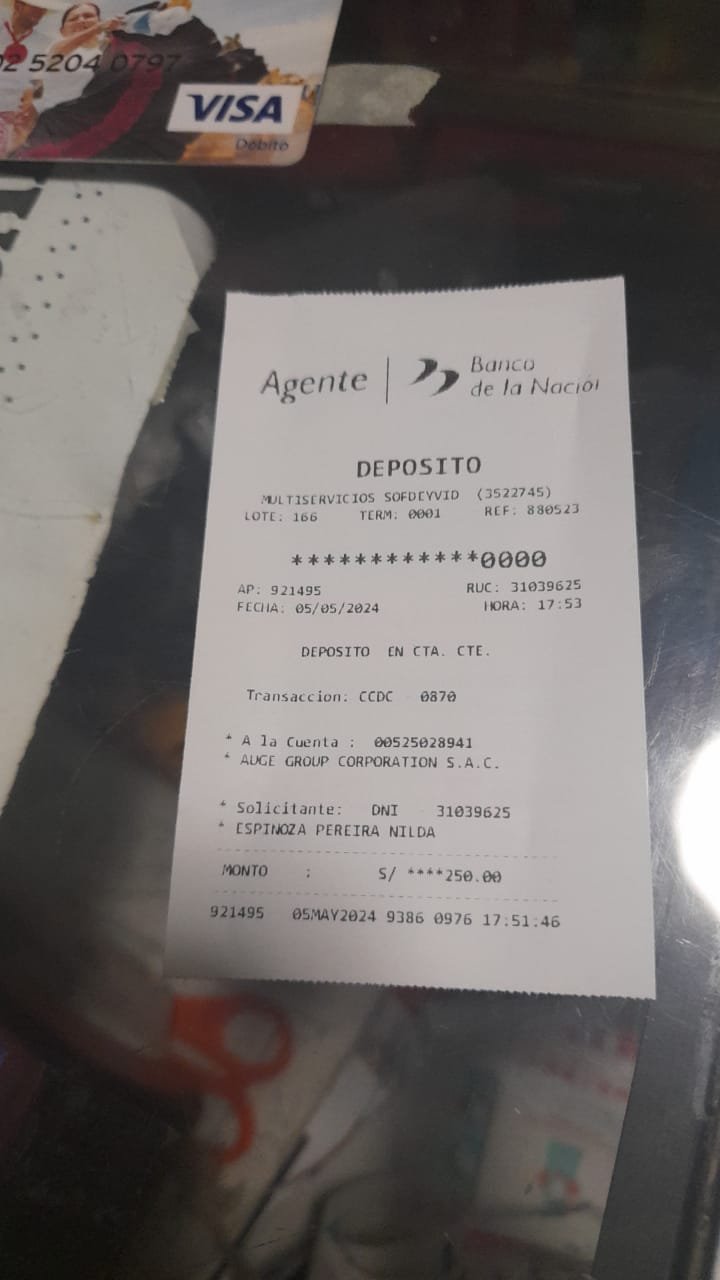 02 5204 0797
VISA
Débito
Agente | Banco
de la Nación
DEPOSITO
MULTISERVICIOS SOFDEYVID (3522745)
LOTE: 166 TERM: 0001 REF: 880523
************0000
AP: 921495 RUC: 31039625
FECHA: 05/05/2024 HORA: 17:53
DEPOSITO EN CTA. CTE.
Transaccion: CCDC 0870
* A la Cuenta : 00525028941
* AUGE GROUP CORPORATION S.A.C.
* Solicitante: DNI 31039625
* ESPINOZA PEREIRA NILDA
MONTO : S/ ****250.00
921495 05MAY2024 9386 0976 17:51:46